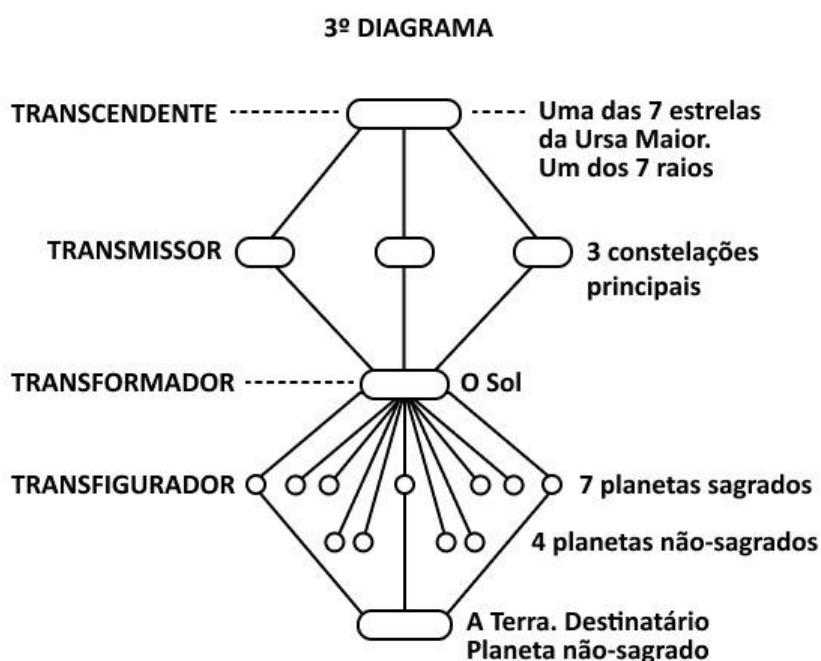 3º DIAGRAMA
TRANSCENDENTE
Uma das 7 estrelas
da Ursa Maior.
Um dos 7 raios
TRANSMISSOR
3 constelações
principais
TRANSFORMADOR
O Sol
TRANSFIGURADOR
7 planetas sagrados
4 planetas não-sagrados
A Terra. Destinatário
Planeta não-sagrado